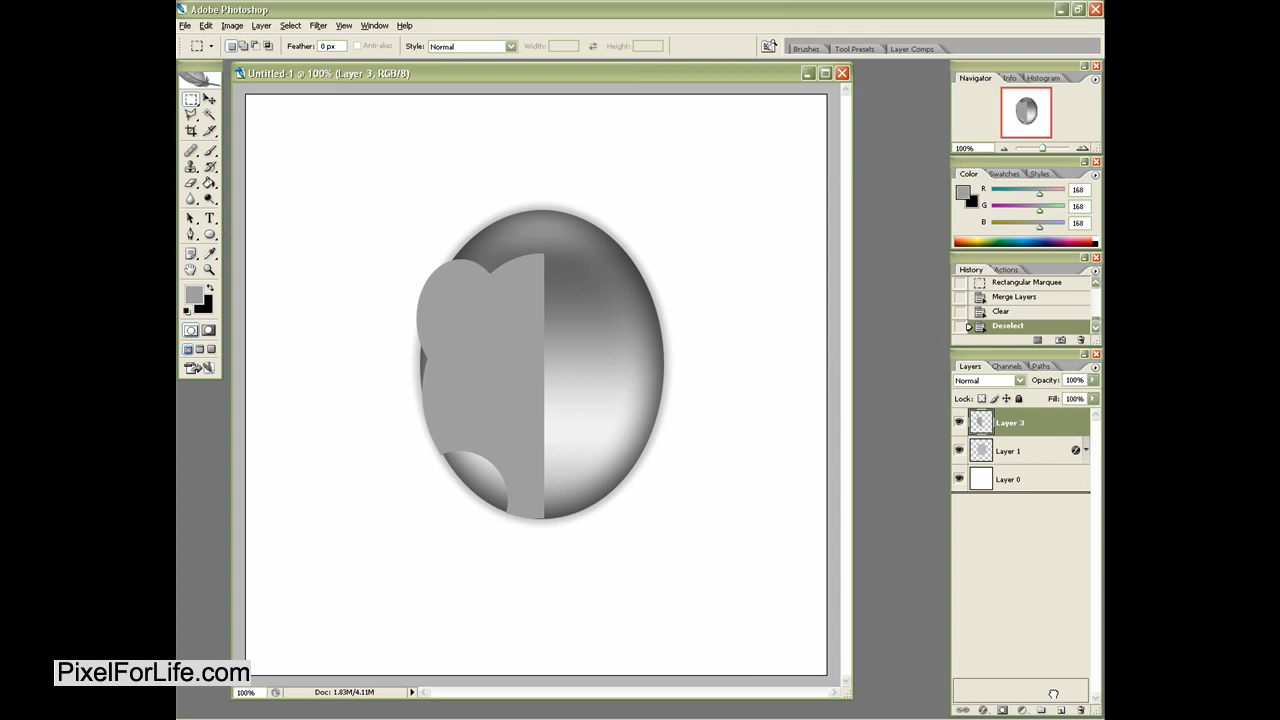 Adobe Photoshop
File Edit Image Layer Select Filter View Window Help
Feather: 0 px Anti-alias Style: Normal Width: Height: Brushes Tool Presets Layer Comps
Untitled-1 @ 100% (Layer 3, RGB/8)
Navigator Info Histogram
100%
Color Swatches Styles
R 168
G 168
B 168
History Actions
Rectangular Marquee
Merge Layers
Clear
Deselect
Layers Channels Paths
Normal Opacity: 100%
Lock: Fill: 100%
Layer 3
Layer 1
Layer 0
PixelForLife.com
100% Doc: 1.83M/4.11M